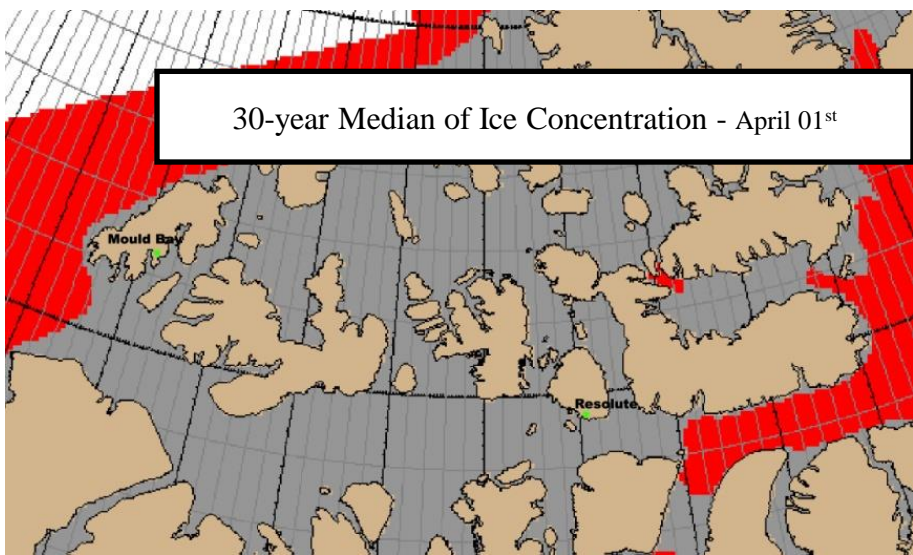 30-year Median of Ice Concentration - April 01st
Mould Bay
Resolute